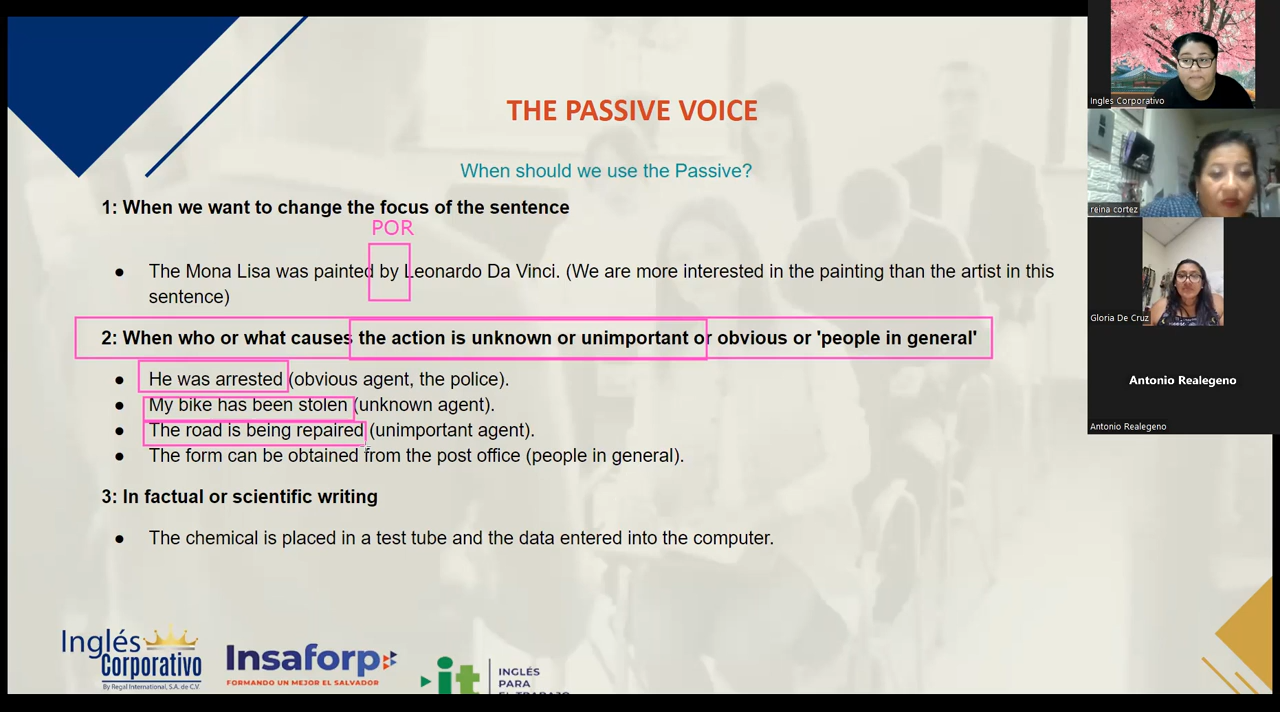 THE PASSIVE VOICE
When should we use the Passive?
1: When we want to change the focus of the sentence
POR
● The Mona Lisa was painted by Leonardo Da Vinci. (We are more interested in the painting than the artist in this
sentence)
2: When who or what causes the action is unknown or unimportant or obvious or 'people in general'
● He was arrested (obvious agent, the police).
● My bike has been stolen (unknown agent).
● The road is being repaired (unimportant agent).
● The form can be obtained from the post office (people in general).
3: In factual or scientific writing
● The chemical is placed in a test tube and the data entered into the computer.
Inglés
Corporativo
By Regal International, S.A. de C.V.
Insaforp
FORMANDO UN MEJOR EL SALVADOR
it
INGLÉS
PARA
EL TRABAJO
Ingles Corporativo
reina cortez
Gloria De Cruz
Antonio Realegeno
Antonio Realegeno